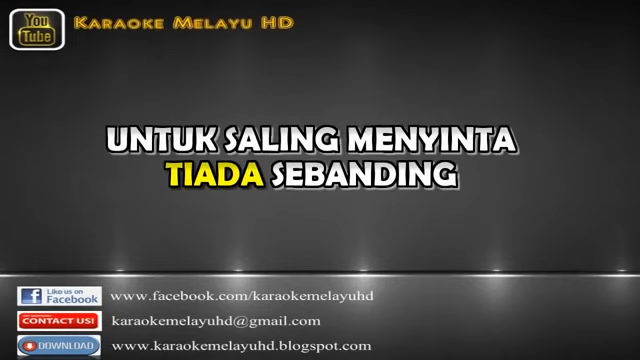 You
Tube
KARAOKE MELAYU HD
UNTUK SALING MENYINTA
TIADA SEBANDING
Like us on
Facebook
www.facebook.com/karaokemelayuhd
CONTACT US!
karaokemelayuhd@gmail.com
DOWNLOAD
www.karaokemelayuhd.blogspot.com